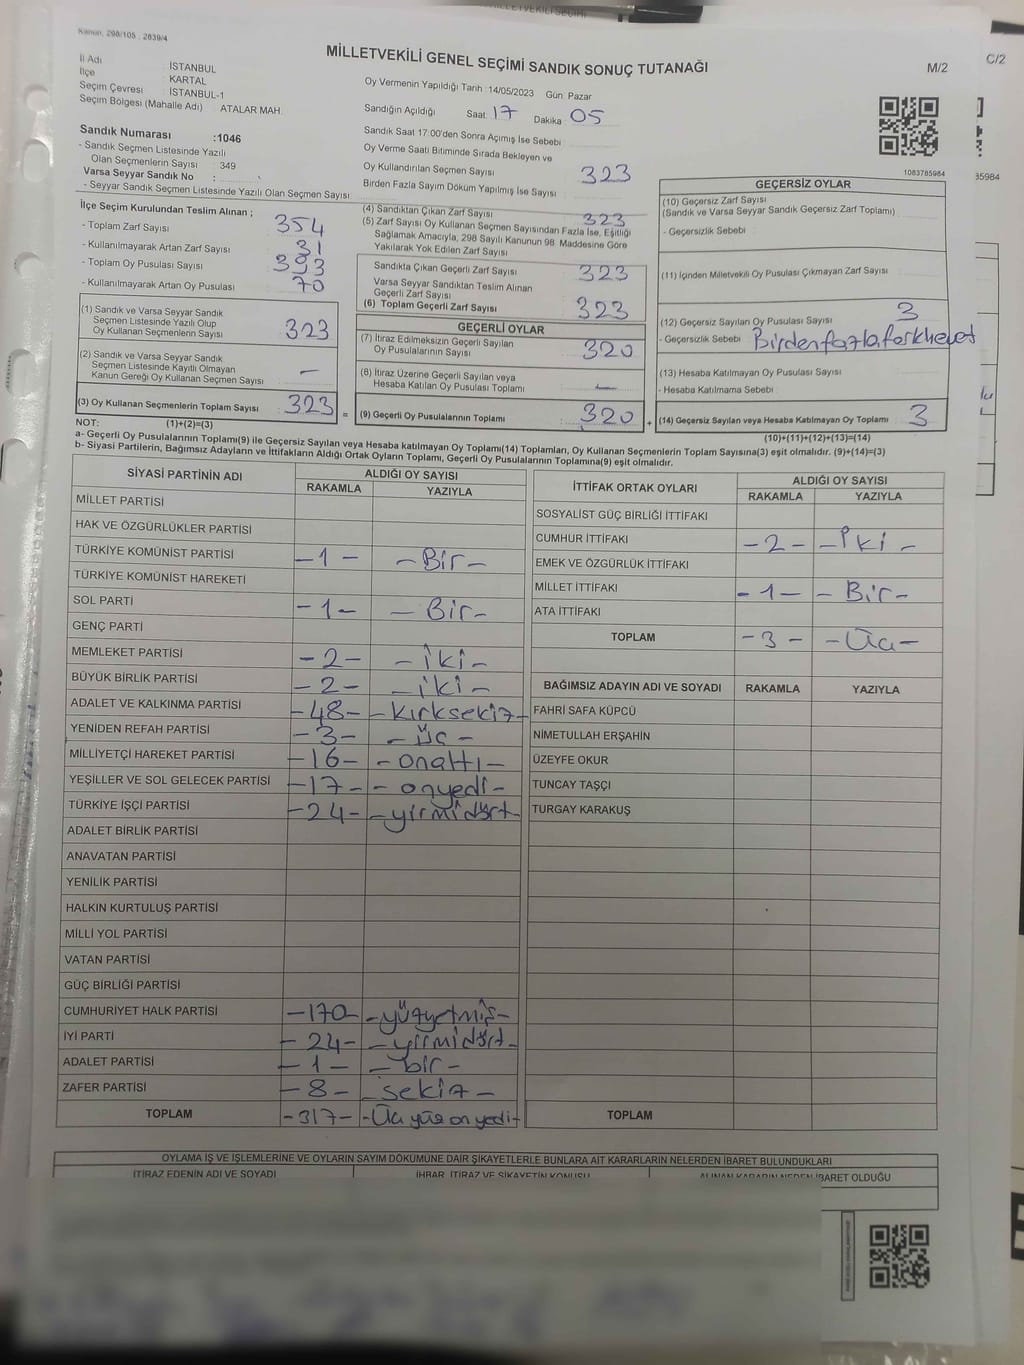 Kanun, 298/105 : 2839/4
MİLLETVEKİLİ GENEL SEÇİMİ SANDIK SONUÇ TUTANAĞI
M/2
C/2
İl Adı : İSTANBUL
İlçe : KARTAL
Seçim Çevresi : İSTANBUL-1
Seçim Bölgesi (Mahalle Adı) : ATALAR MAH.
Oy Vermenin Yapıldığı Tarih :14/05/2023 Gün: Pazar
Sandığın Açıldığı Saat: 17 Dakika: 05
Sandık Saat 17:00'den Sonra Açımış İse Sebebi
Sandık Numarası :1046
- Sandık Seçmen Listesinde Yazılı
Olan Seçmenlerin Sayısı : 349
Varsa Seyyar Sandık No :
- Seyyar Sandık Seçmen Listesinde Yazılı Olan Seçmen Sayısı
Oy Verme Saati Bitiminde Sırada Bekleyen ve
Oy Kullandırılan Seçmen Sayısı 323
Birden Fazla Sayım Döküm Yapılmış İse Sayısı
1083785984
35984
İlçe Seçim Kurulundan Teslim Alınan ;
- Toplam Zarf Sayısı : 354
- Kullanılmayarak Artan Zarf Sayısı : 31
- Toplam Oy Pusulası Sayısı : 393
- Kullanılmayarak Artan Oy Pusulası : 70
(1) Sandık ve Varsa Seyyar Sandık
Seçmen Listesinde Yazılı Olup
Oy Kullanan Seçmenlerin Sayısı : 323
(2) Sandık ve Varsa Seyyar Sandık
Seçmen Listesinde Kayıtlı Olmayan
Kanun Gereği Oy Kullanan Seçmen Sayısı : —
(3) Oy Kullanan Seçmenlerin Toplam Sayısı : 323 =
(4) Sandıktan Çıkan Zarf Sayısı : 323
(5) Zarf Sayısı Oy Kullanan Seçmen Sayısından Fazla İse, Eşitliği
Sağlamak Amacıyla, 298 Sayılı Kanunun 98. Maddesine Göre
Yakılarak Yok Edilen Zarf Sayısı :
Sandıkta Çıkan Geçerli Zarf Sayısı : 323
Varsa Seyyar Sandıktan Teslim Alınan
Geçerli Zarf Sayısı :
(6) Toplam Geçerli Zarf Sayısı : 323
GEÇERLİ OYLAR
(7) İtiraz Edilmeksizin Geçerli Sayılan
Oy Pusulalarının Sayısı : 320
(8) İtiraz Üzerine Geçerli Sayılan veya
Hesaba Katılan Oy Pusulası Toplamı : —
(9) Geçerli Oy Pusulalarının Toplamı : 320 +
GEÇERSİZ OYLAR
(10) Geçersiz Zarf Sayısı
(Sandık ve Varsa Seyyar Sandık Geçersiz Zarf Toplamı)
- Geçersizlik Sebebi :
(11) İçinden Milletvekili Oy Pusulası Çıkmayan Zarf Sayısı
(12) Geçersiz Sayılan Oy Pusulası Sayısı : 3
- Geçersizlik Sebebi : Birden fazla farklı evet
(13) Hesaba Katılmayan Oy Pusulası Sayısı :
- Hesaba Katılmama Sebebi :
(14) Geçersiz Sayılan veya Hesaba Katılmayan Oy Toplamı : 3
(10)+(11)+(12)+(13)=(14)
NOT: (1)+(2)=(3)
a- Geçerli Oy Pusulalarının Toplamı(9) ile Geçersiz Sayılan veya Hesaba katılmayan Oy Toplamı(14) Toplamları, Oy Kullanan Seçmenlerin Toplam Sayısına(3) eşit olmalıdır. (9)+(14)=(3)
b- Siyasi Partilerin, Bağımsız Adayların ve İttifakların Aldığı Ortak Oyların Toplamı, Geçerli Oy Pusulalarının Toplamına(9) eşit olmalıdır.
SİYASİ PARTİNİN ADI ALDIĞI OY SAYISI
RAKAMLA YAZIYLA
MİLLET PARTİSİ
HAK VE ÖZGÜRLÜKLER PARTİSİ
TÜRKİYE KOMÜNİST PARTİSİ -1- -Bir-
TÜRKİYE KOMÜNİST HAREKETİ
SOL PARTİ -1- -Bir-
GENÇ PARTİ
MEMLEKET PARTİSİ -2- -iki-
BÜYÜK BİRLİK PARTİSİ -2- -iki-
ADALET VE KALKINMA PARTİSİ -48- -kırksekiz-
YENİDEN REFAH PARTİSİ -3- -üç-
MİLLİYETÇİ HAREKET PARTİSİ -16- -onaltı-
YEŞİLLER VE SOL GELECEK PARTİSİ -17- -onyedi-
TÜRKİYE İŞÇİ PARTİSİ -24- -yirmidört-
ADALET BİRLİK PARTİSİ
ANAVATAN PARTİSİ
YENİLİK PARTİSİ
HALKIN KURTULUŞ PARTİSİ
MİLLİ YOL PARTİSİ
VATAN PARTİSİ
GÜÇ BİRLİĞİ PARTİSİ
CUMHURİYET HALK PARTİSİ -170- -yüzyetmiş-
İYİ PARTİ -24- -yirmidört-
ADALET PARTİSİ -1- -bir-
ZAFER PARTİSİ -8- -sekiz-
TOPLAM -317- -Üç yüz on yedi-
İTTİFAK ORTAK OYLARI ALDIĞI OY SAYISI
RAKAMLA YAZIYLA
SOSYALİST GÜÇ BİRLİĞİ İTTİFAKI
CUMHUR İTTİFAKI -2- -İki-
EMEK VE ÖZGÜRLÜK İTTİFAKI
MİLLET İTTİFAKI -1- -Bir-
ATA İTTİFAKI
TOPLAM -3- -Üç-
BAĞIMSIZ ADAYIN ADI VE SOYADI RAKAMLA YAZIYLA
FAHRİ SAFA KÜPCÜ
NİMETULLAH ERŞAHİN
ÜZEYFE OKUR
TUNCAY TAŞÇI
TURGAY KARAKUŞ
TOPLAM
OYLAMA İŞ VE İŞLEMLERİNE VE OYLARIN SAYIM DÖKÜMÜNE DAİR ŞİKAYETLERLE BUNLARA AİT KARARLARIN NELERDEN İBARET BULUNDUKLARI
İTİRAZ EDENİN ADI VE SOYADI İHBAR, İTİRAZ VE ŞİKAYETİN KONUSU ALINAN KARARIN NEDEN İBARET OLDUĞU